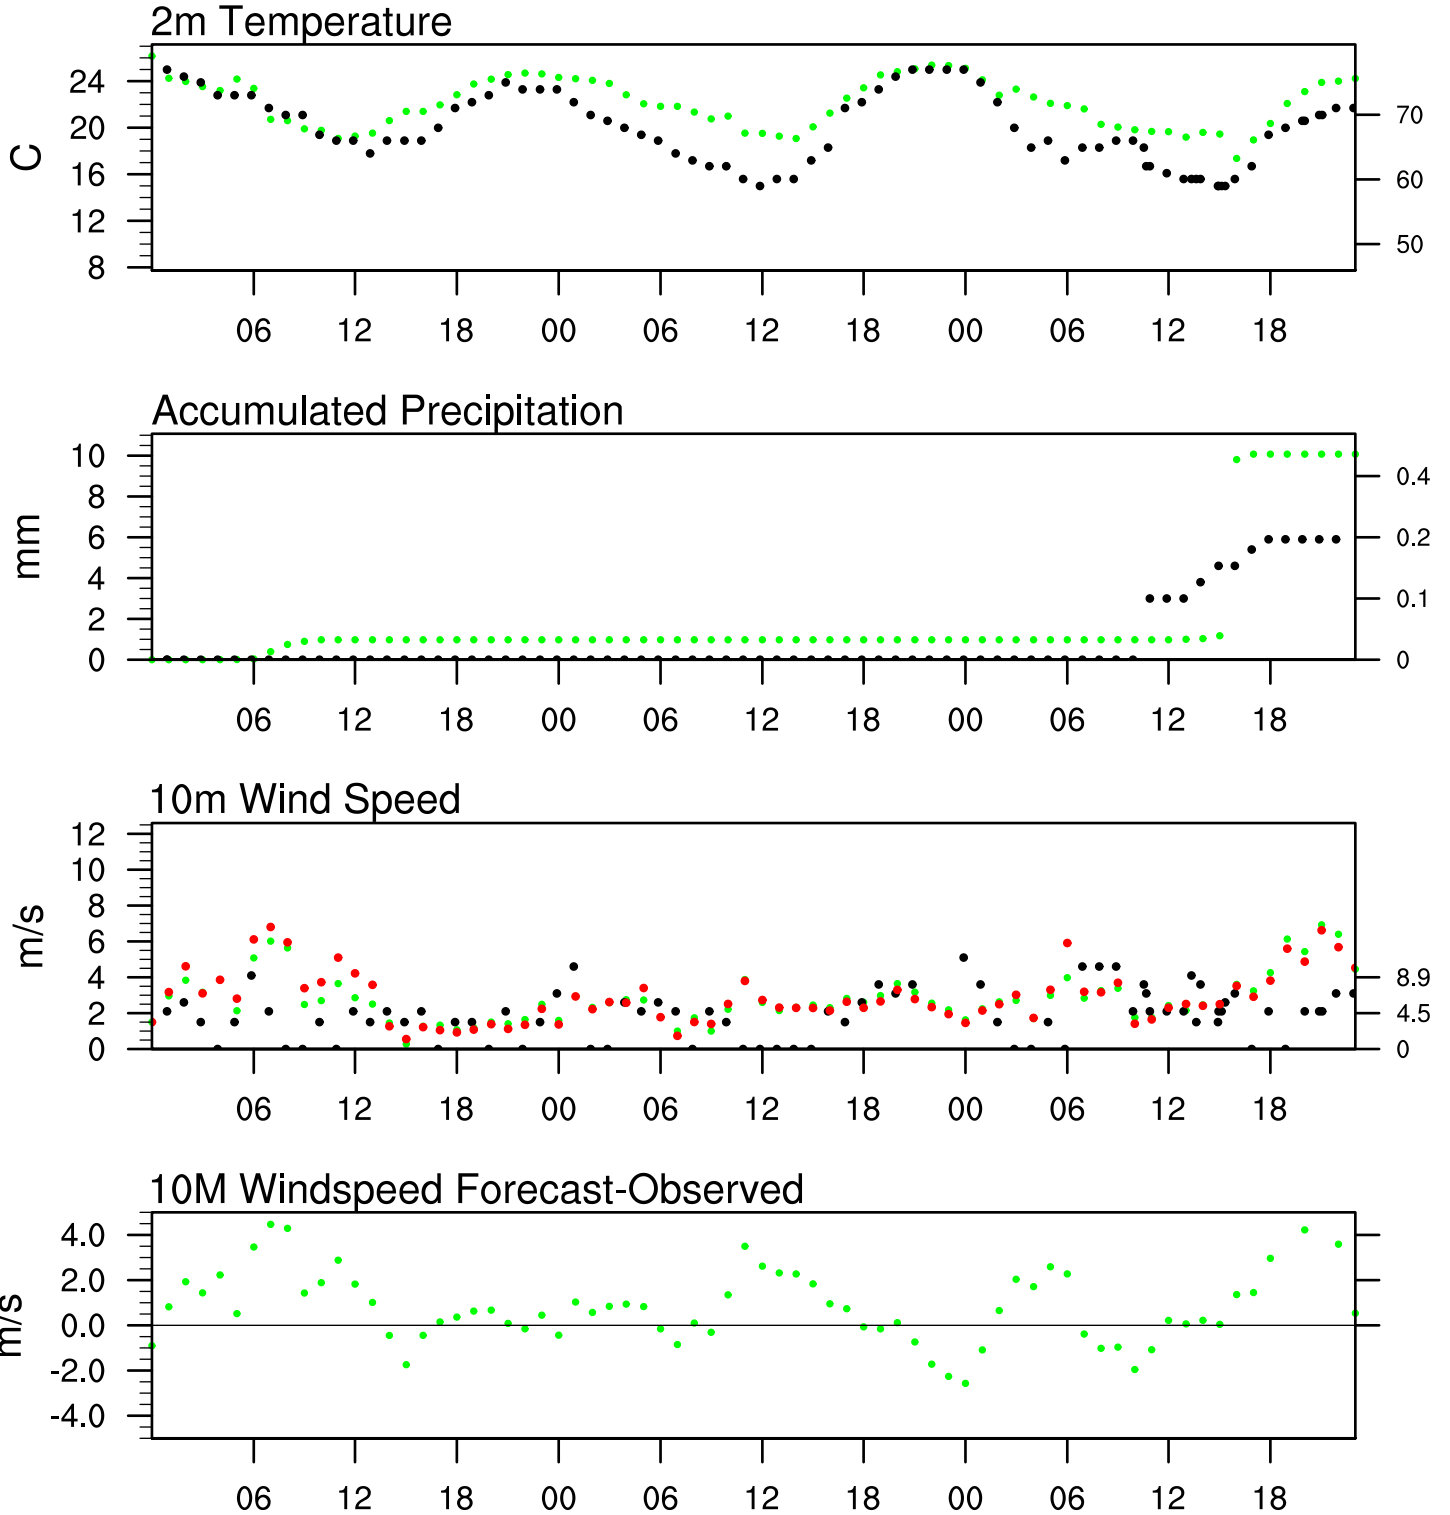 2m Temperature
24
20
16
12
8
C
70
60
50
06 12 18 00 06 12 18 00 06 12 18
Accumulated Precipitation
10
8
6
4
2
0
mm
0.4
0.2
0.1
0
06 12 18 00 06 12 18 00 06 12 18
10m Wind Speed
12
10
8
6
4
2
0
m/s
8.9
4.5
0
06 12 18 00 06 12 18 00 06 12 18
10M Windspeed Forecast-Observed
4.0
2.0
0.0
-2.0
-4.0
m/s
06 12 18 00 06 12 18 00 06 12 18